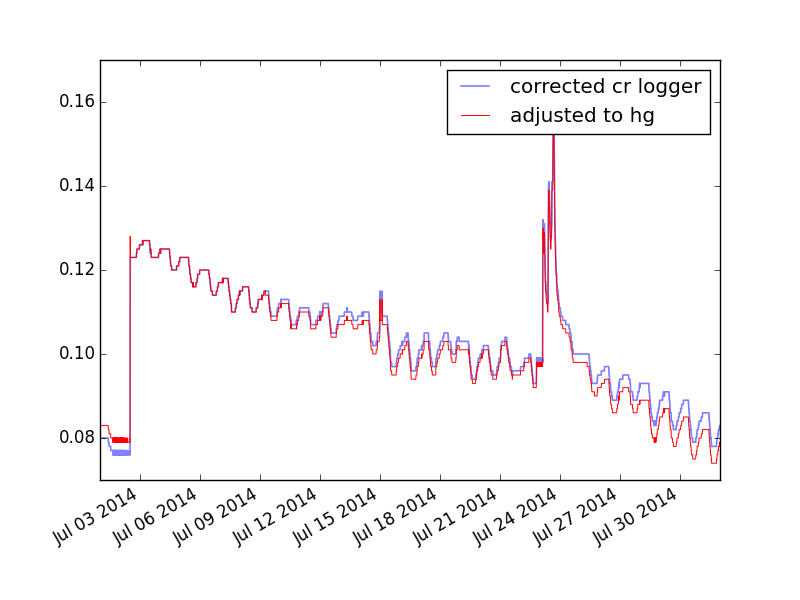 0.16
0.14
0.12
0.10
0.08
corrected cr logger
adjusted to hg
Jul 03 2014
Jul 06 2014
Jul 09 2014
Jul 12 2014
Jul 15 2014
Jul 18 2014
Jul 21 2014
Jul 24 2014
Jul 27 2014
Jul 30 2014